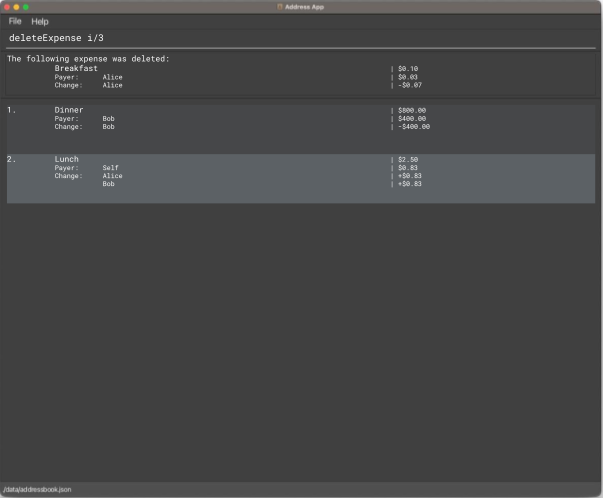 Address App
File Help
deleteExpense i/3
The following expense was deleted:
Breakfast | $0.10
Payer: Alice | $0.03
Change: Alice | -$0.07
1. Dinner | $800.00
Payer: Bob | $400.00
Change: Bob | -$400.00
2. Lunch | $2.50
Payer: Self | $0.83
Change: Alice | +$0.83
Bob | +$0.83
./data/addressbook.json